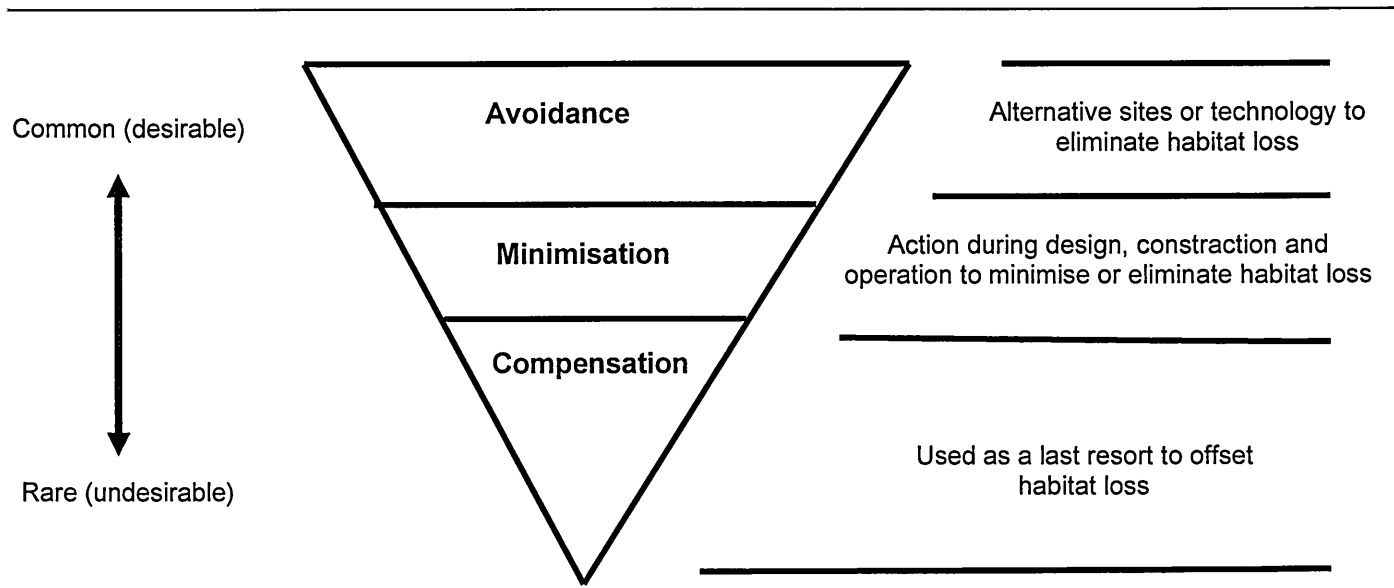 Common (desirable)
Rare (undesirable)
Avoidance
Minimisation
Compensation
Alternative sites or technology to
eliminate habitat loss
Action during design, constraction and
operation to minimise or eliminate habitat loss
Used as a last resort to offset
habitat loss